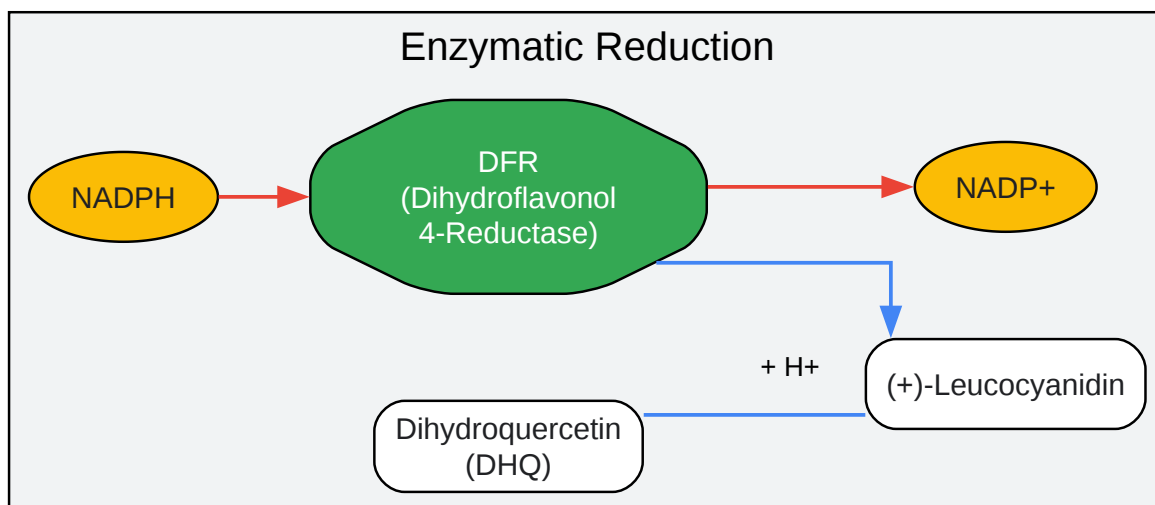 Enzymatic Reduction
NADPH
DFR
(Dihydroflavonol
4-Reductase)
NADP+
+ H+
(+)-Leucocyanidin
Dihydroquercetin
(DHQ)